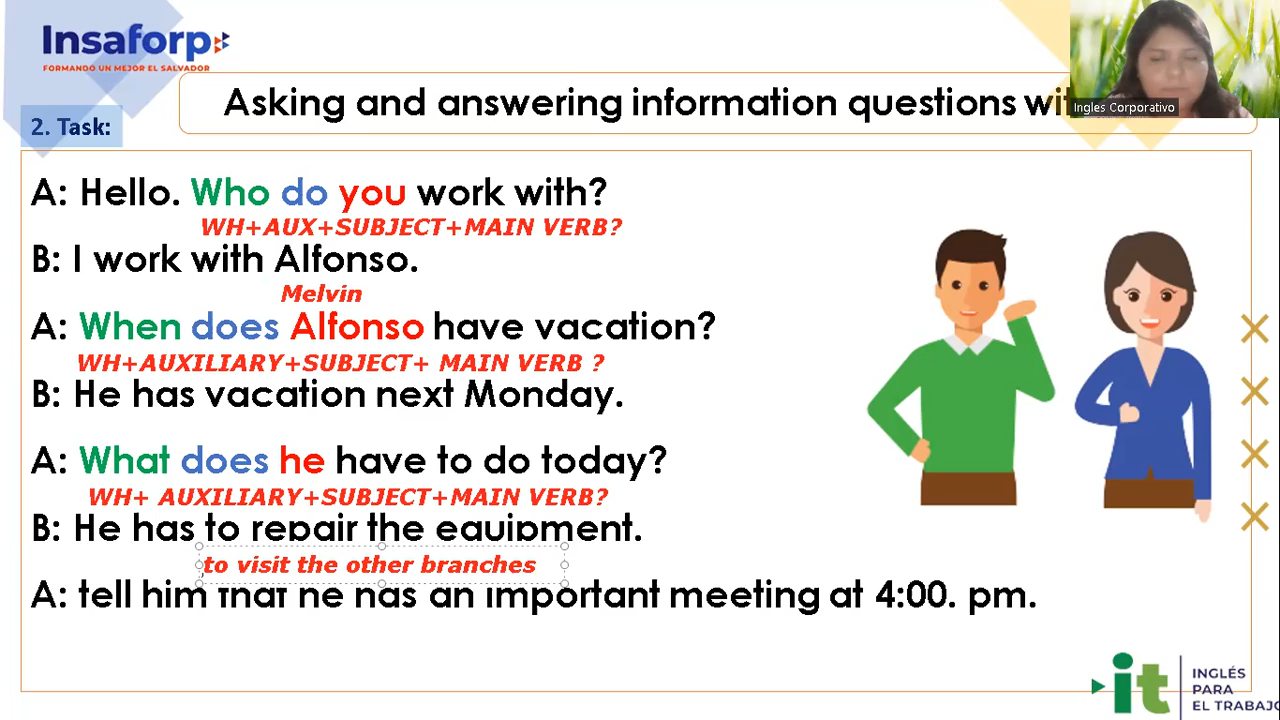 Insaforp
FORMANDO UN MEJOR EL SALVADOR
Asking and answering information questions
Ingles Corporativo
2. Task:
A: Hello. Who do you work with?
WH+AUX+SUBJECT+MAIN VERB?
B: I work with Alfonso.
Melvin
A: When does Alfonso have vacation?
WH+AUXILIARY+SUBJECT+ MAIN VERB ?
B: He has vacation next Monday.
A: What does he have to do today?
WH+ AUXILIARY+SUBJECT+MAIN VERB?
B: He has to repair the equipment.
to visit the other branches
A: tell him that he has an important meeting at 4:00. pm.
it
INGLÉS
PARA
EL TRABAJO